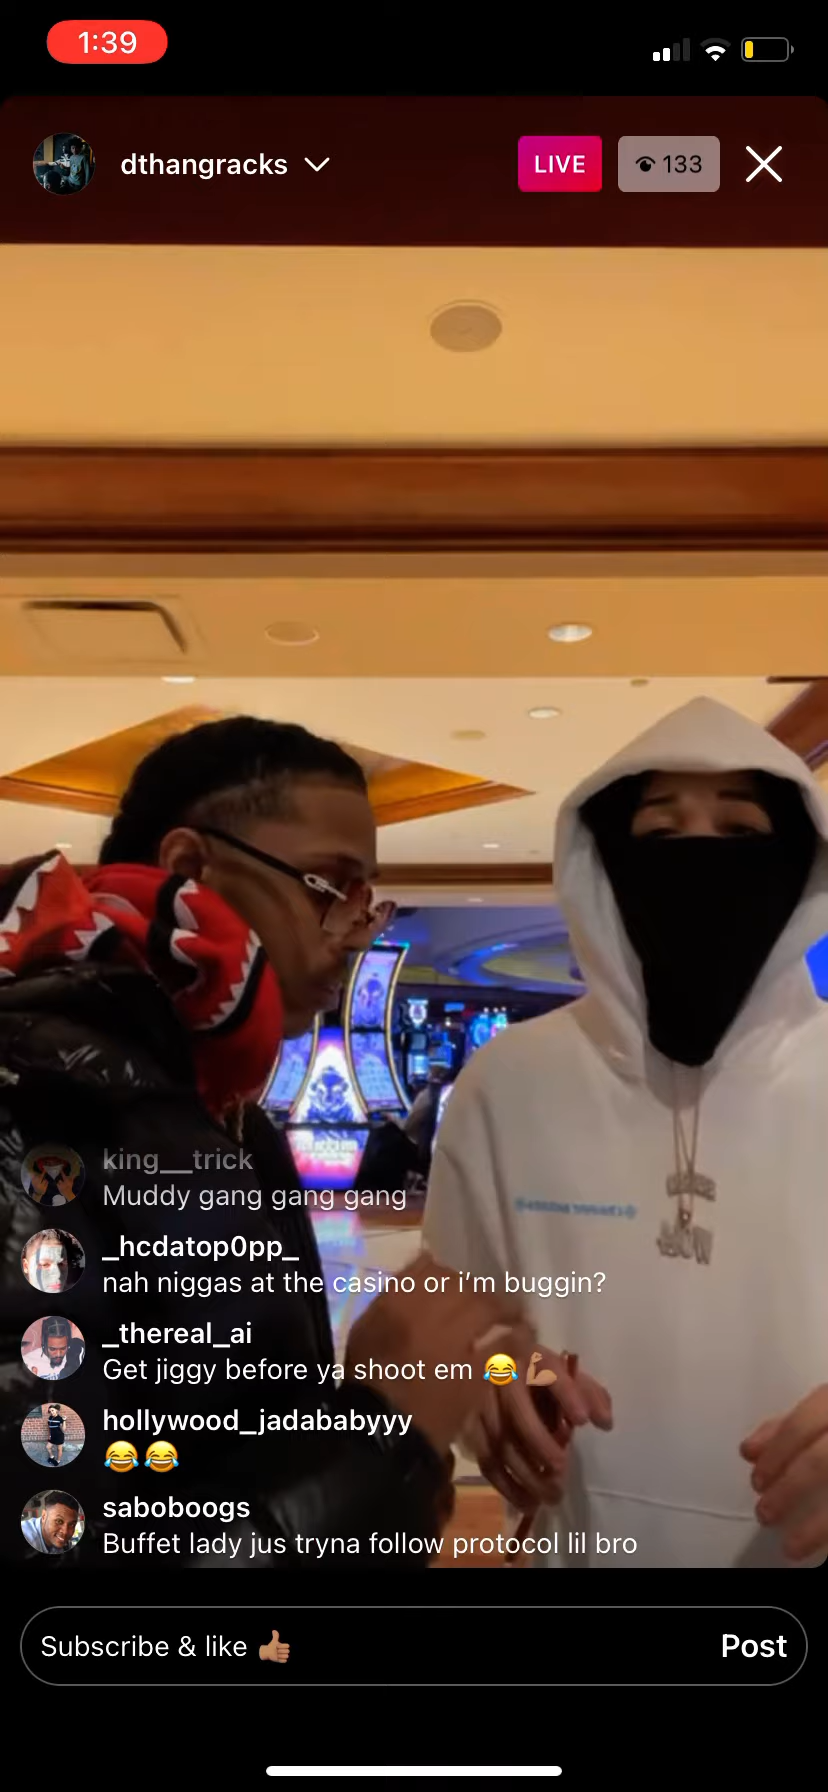 1:39
dthangracks
LIVE
133
king__trick
Muddy gang gang gang
_hcdatop0pp_
nah niggas at the casino or i’m buggin?
_thereal_ai
Get jiggy before ya shoot em 😂💪🏽
hollywood_jadababyyy
😂😂
saboboogs
Buffet lady jus tryna follow protocol lil bro
Subscribe & like 👍🏽
Post